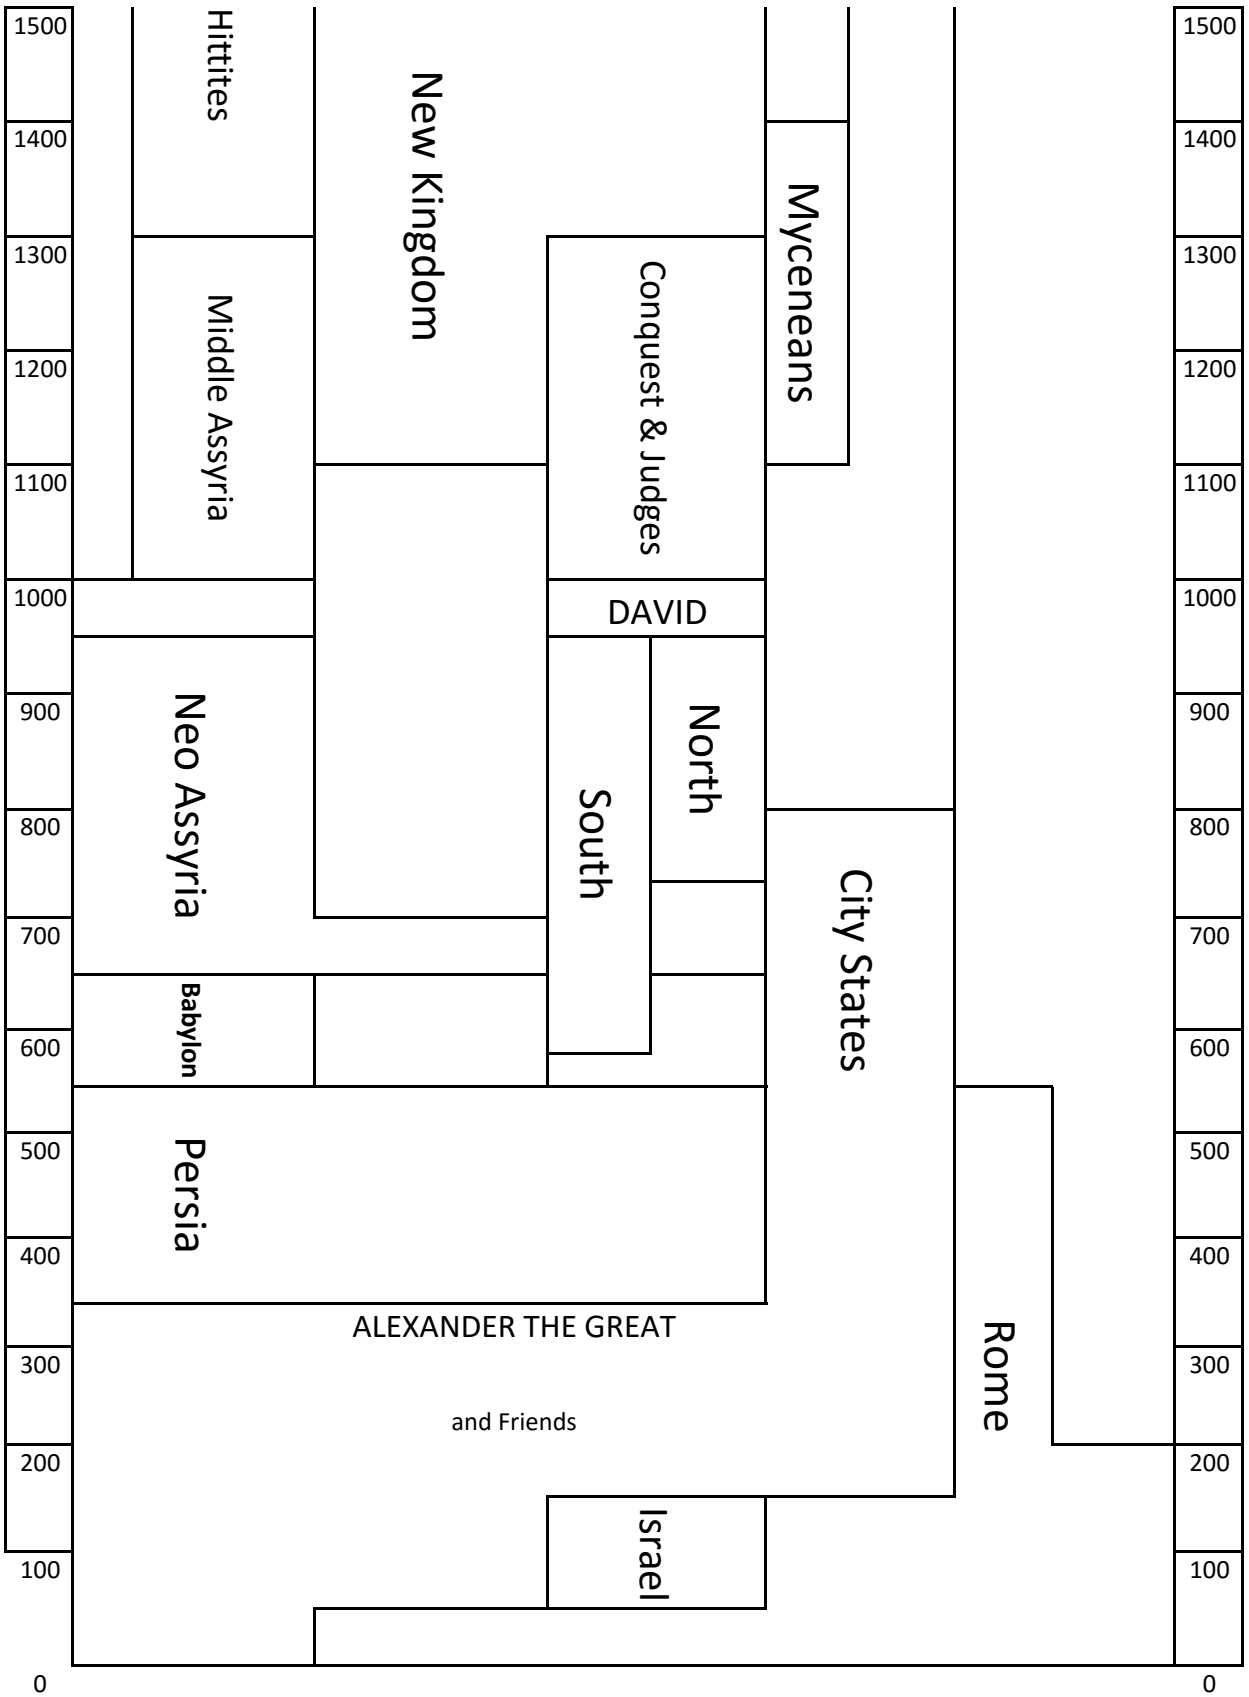 1500
Hittites
1500
New Kingdom
1400
1400
Myceneans
1300
1300
Conquest & Judges
Middle Assyria
1200
1200
1100
1100
1000
DAVID
1000
900
Neo Assyria
North
900
South
800
800
City States
700
700
Babylon
600
600
500
Persia
500
400
400
ALEXANDER THE GREAT
Rome
300
300
and Friends
200
200
Israel
100
100
0
0